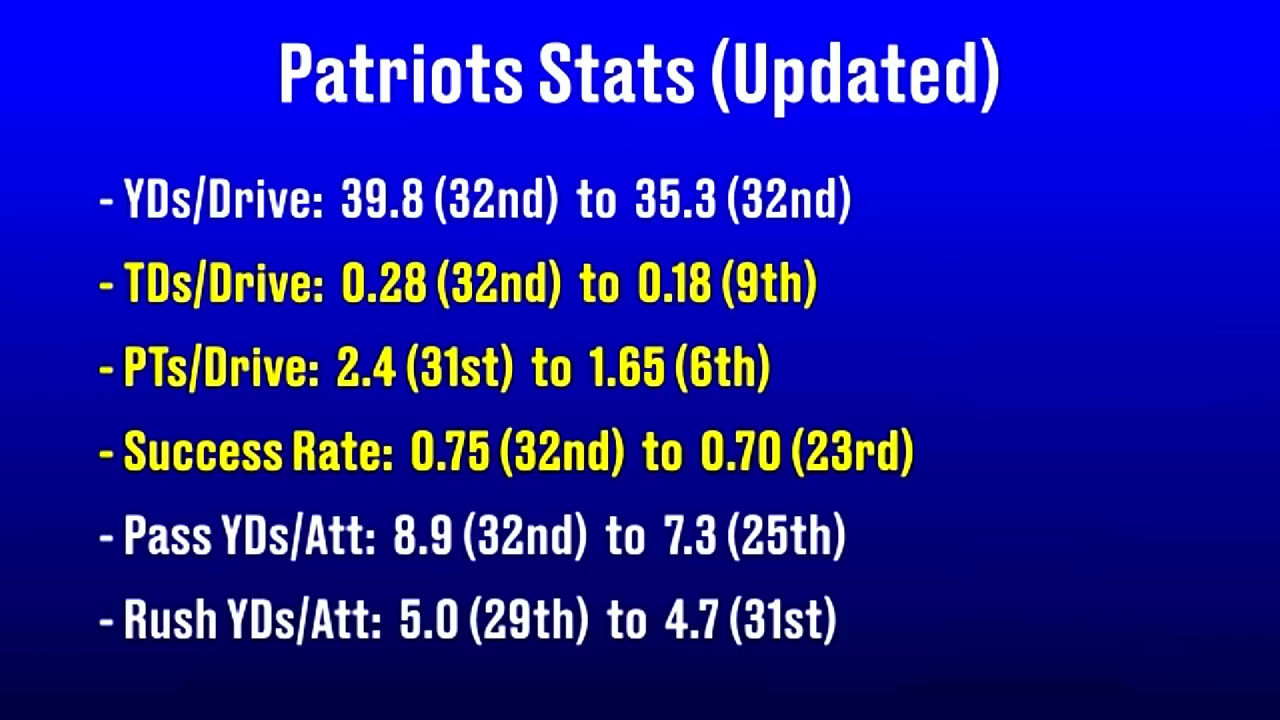 Patriots Stats (Updated)
- YDs/Drive: 39.8 (32nd) to 35.3 (32nd)
- TDs/Drive: 0.28 (32nd) to 0.18 (9th)
- PTs/Drive: 2.4 (31st) to 1.65 (6th)
- Success Rate: 0.75 (32nd) to 0.70 (23rd)
- Pass YDs/Att: 8.9 (32nd) to 7.3 (25th)
- Rush YDs/Att: 5.0 (29th) to 4.7 (31st)